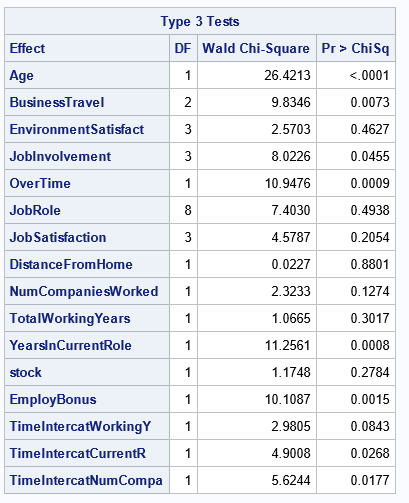 Type 3 Tests
Effect DF Wald Chi-Square Pr > ChiSq
Age 1 26.4213 <.0001
BusinessTravel 2 9.8346 0.0073
EnvironmentSatisfact 3 2.5703 0.4627
JobInvolvement 3 8.0226 0.0455
OverTime 1 10.9476 0.0009
JobRole 8 7.4030 0.4938
JobSatisfaction 3 4.5787 0.2054
DistanceFromHome 1 0.0227 0.8801
NumCompaniesWorked 1 2.3233 0.1274
TotalWorkingYears 1 1.0665 0.3017
YearsInCurrentRole 1 11.2561 0.0008
stock 1 1.1748 0.2784
EmployBonus 1 10.1087 0.0015
TimeIntercatWorkingY 1 2.9805 0.0843
TimeIntercatCurrentR 1 4.9008 0.0268
TimeIntercatNumCompa 1 5.6244 0.0177